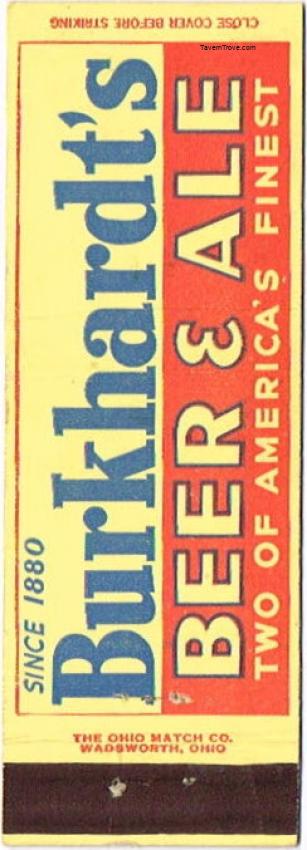 CLOSE COVER BEFORE STRIKING
TavernTrove.com
SINCE 1880
Burkhardt's
BEER & ALE
TWO OF AMERICA'S FINEST
THE OHIO MATCH CO.
WADSWORTH, OHIO